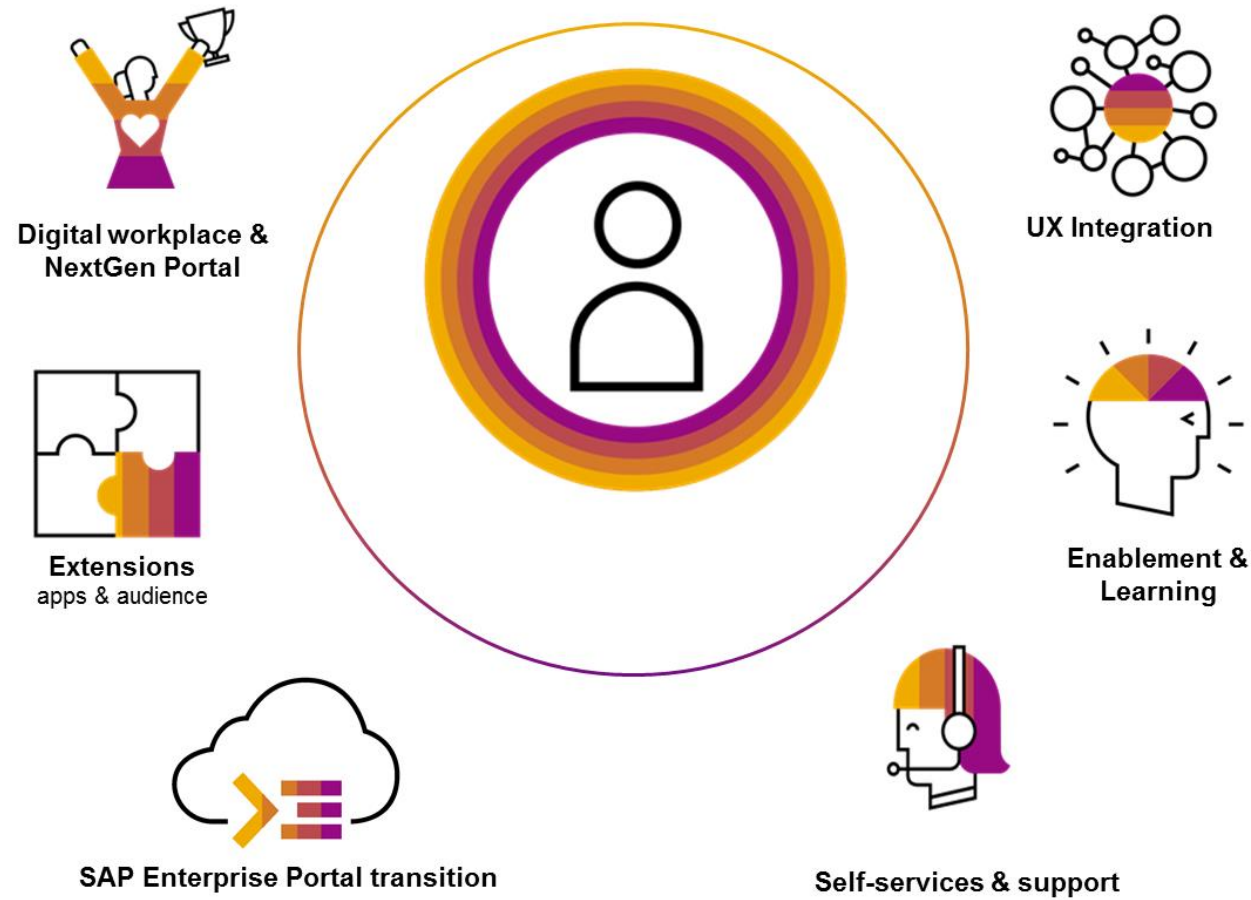 Digital workplace &
NextGen Portal
UX Integration
Extensions
apps & audience
Enablement &
Learning
SAP Enterprise Portal transition
Self-services & support